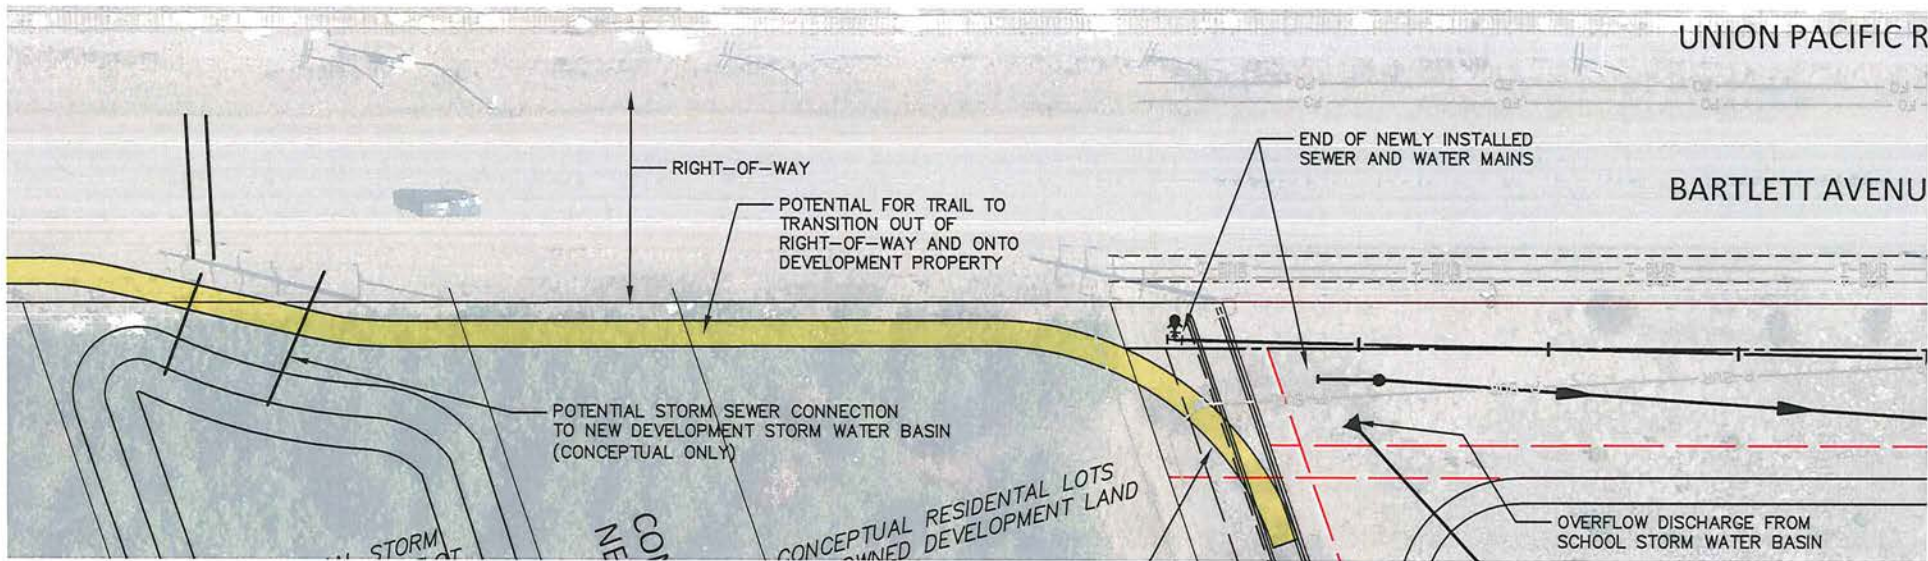 UNION PACIFIC R
END OF NEWLY INSTALLED
SEWER AND WATER MAINS
RIGHT-OF-WAY
BARTLETT AVENU
POTENTIAL FOR TRAIL TO
TRANSITION OUT OF
RIGHT-OF-WAY AND ONTO
DEVELOPMENT PROPERTY
POTENTIAL STORM SEWER CONNECTION
TO NEW DEVELOPMENT STORM WATER BASIN
(CONCEPTUAL ONLY)
CONCEPTUAL RESIDENTAL LOTS
OWNED DEVELOPMENT LAND
STORM
OVERFLOW DISCHARGE FROM
SCHOOL STORM WATER BASIN